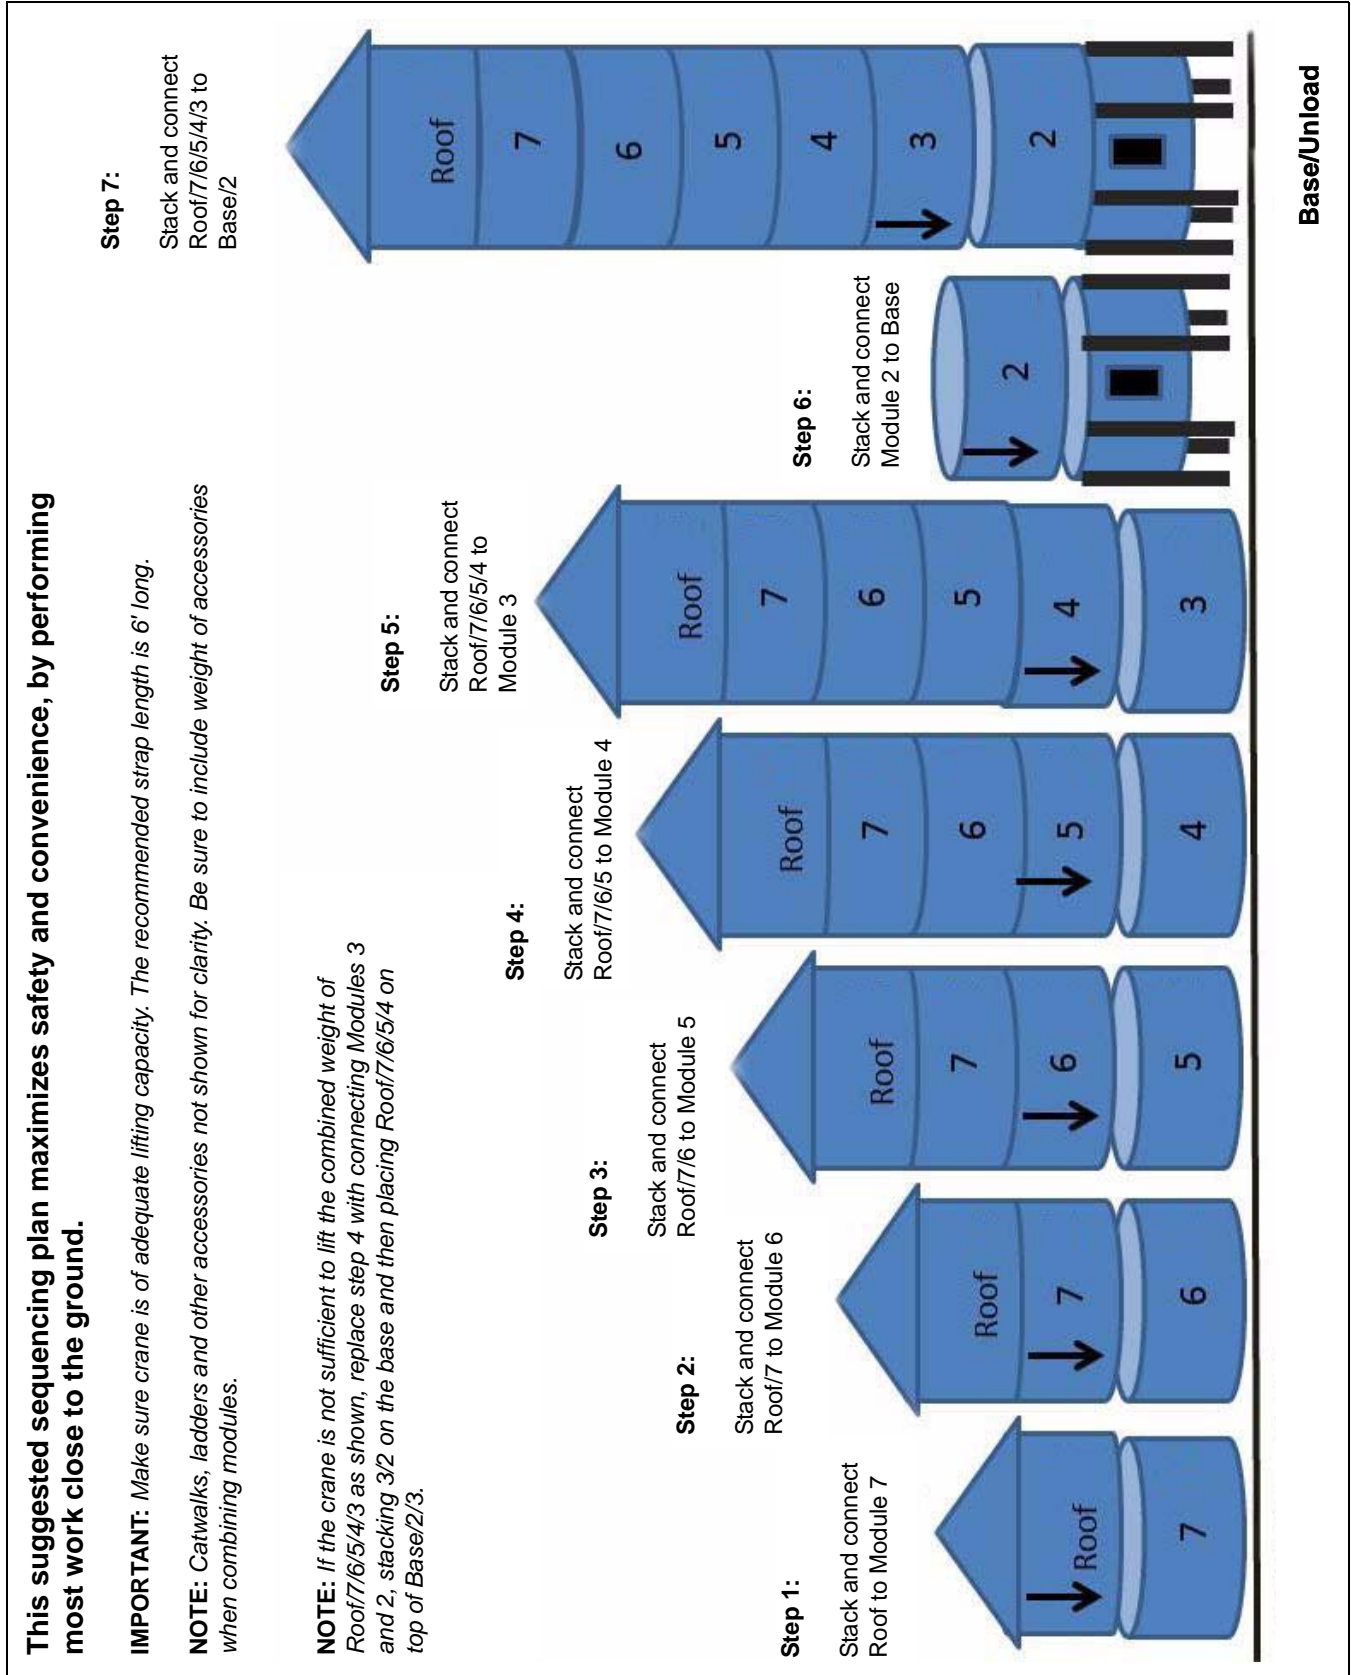 This suggested sequencing plan maximizes safety and convenience, by performing
most work close to the ground.
IMPORTANT: Make sure crane is of adequate lifting capacity. The recommended strap length is 6' long.
NOTE: Catwalks, ladders and other accessories not shown for clarity. Be sure to include weight of accessories
when combining modules.
NOTE: If the crane is not sufficient to lift the combined weight of
Roof/7/6/5/4/3 as shown, replace step 4 with connecting Modules 3
and 2, stacking 3/2 on the base and then placing Roof/7/6/5/4 on
top of Base/2/3.
Step 1:
Stack and connect
Roof to Module 7
Roof
7
Step 2:
Stack and connect
Roof/7 to Module 6
Roof
7
6
Step 3:
Stack and connect
Roof/7/6 to Module 5
Roof
7
6
5
Step 4:
Stack and connect
Roof/7/6/5 to Module 4
Roof
7
6
5
4
Step 5:
Stack and connect
Roof/7/6/5/4 to
Module 3
Roof
7
6
5
4
3
Step 6:
Stack and connect
Module 2 to Base
2
Step 7:
Stack and connect
Roof/7/6/5/4/3 to
Base/2
Roof
7
6
5
4
3
2
Base/Unload